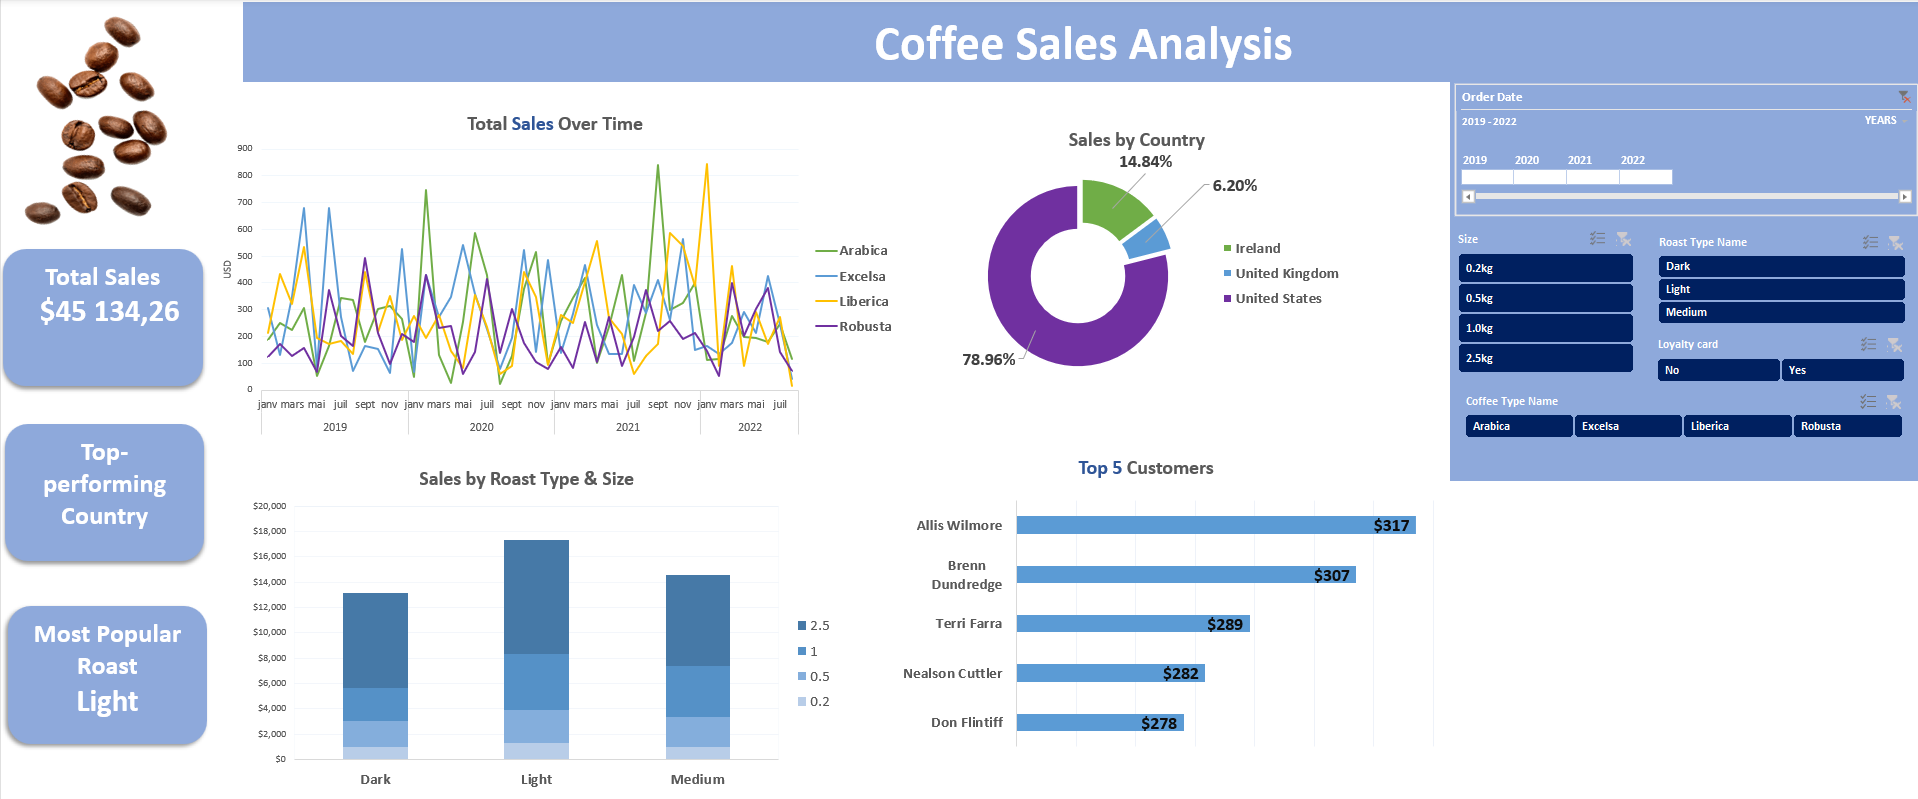 Coffee Sales Analysis
Total Sales
$45 134,26
Top-
performing
Country
Most Popular
Roast
Light
Total Sales Over Time
900
800
700
600
500
400
300
200
100
0
USD
janv mars mai juil sept nov janv mars mai juil sept nov janv mars mai juil sept nov janv mars mai juil
2019 2020 2021 2022
Arabica
Excelsa
Liberica
Robusta
Sales by Country
14.84%
6.20%
78.96%
Ireland
United Kingdom
United States
Order Date
2019 - 2022 YEARS
2019 2020 2021 2022
Size
0.2kg
0.5kg
1.0kg
2.5kg
Roast Type Name
Dark
Light
Medium
Loyalty card
No Yes
Coffee Type Name
Arabica Excelsa Liberica Robusta
Sales by Roast Type & Size
$20,000
$18,000
$16,000
$14,000
$12,000
$10,000
$8,000
$6,000
$4,000
$2,000
$0
Dark Light Medium
2.5
1
0.5
0.2
Top 5 Customers
Allis Wilmore $317
Brenn
Dundredge $307
Terri Farra $289
Nealson Cuttler $282
Don Flintiff $278